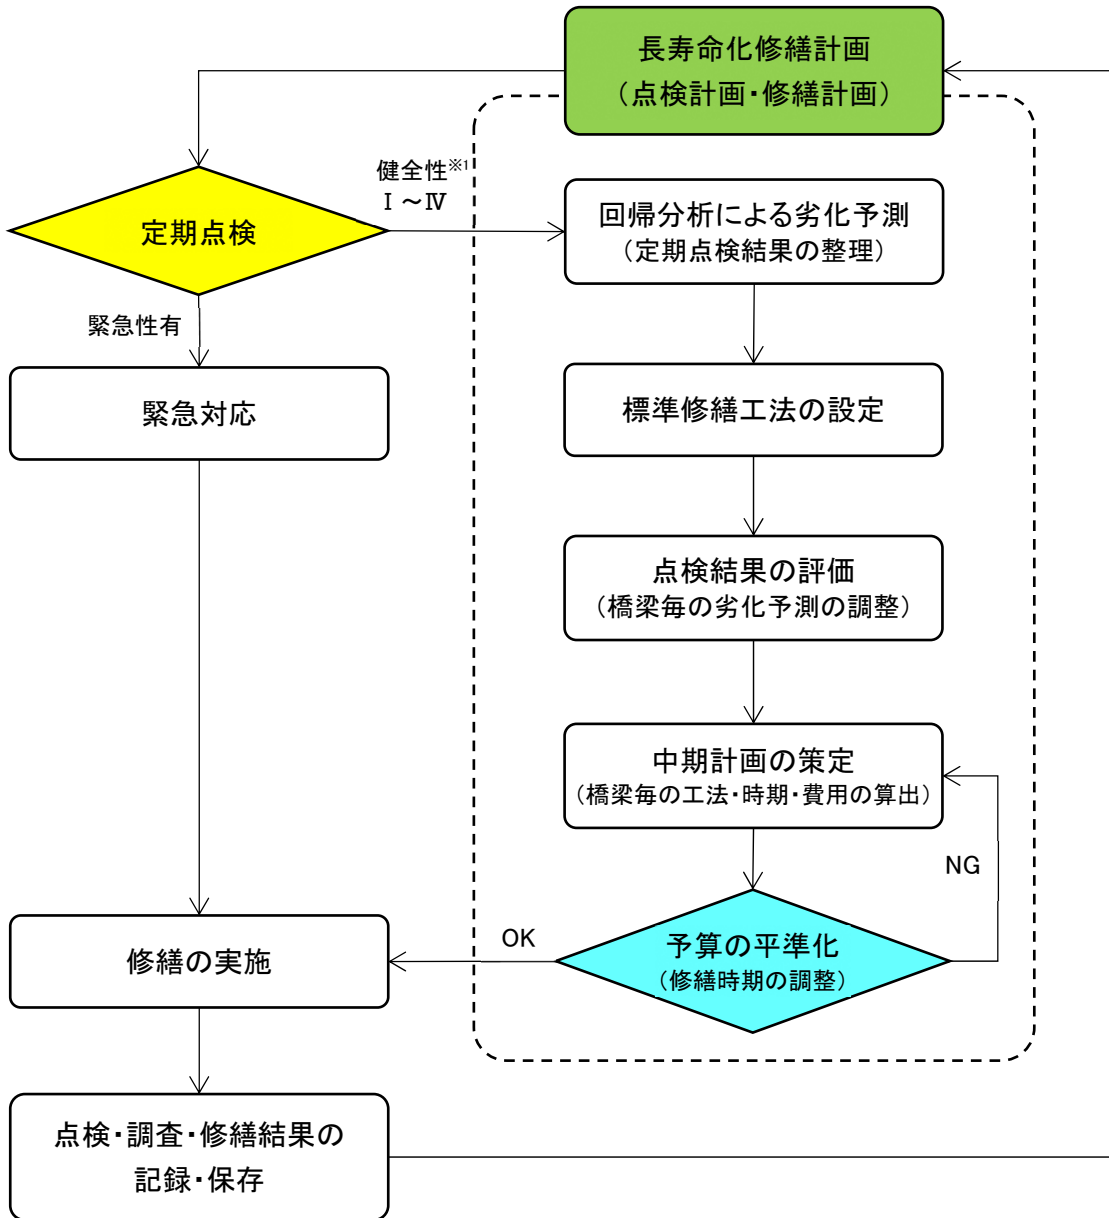 長寿命化修繕計画
（点検計画・修繕計画）
健全性※1
Ⅰ～Ⅳ
定期点検
回帰分析による劣化予測
（定期点検結果の整理）
緊急性有
緊急対応
標準修繕工法の設定
点検結果の評価
（橋梁毎の劣化予測の調整）
中期計画の策定
（橋梁毎の工法・時期・費用の算出）
NG
OK
予算の平準化
（修繕時期の調整）
修繕の実施
点検・調査・修繕結果の
記録・保存